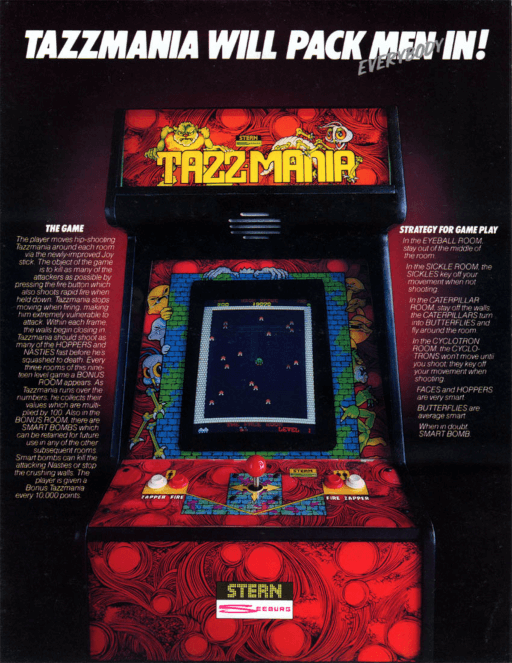 TAZZMANIA WILL PACK MEN IN!
EVERYBODY
STERN
TAZZ-MANIA
THE GAME
The player moves hip-shooting
Tazzmania around each room
via the newly-improved Joy
stick. The object of the game
is to kill as many of the
attackers as possible by
pressing the fire button which
also shoots rapid fire when
held down. Tazzmania stops
moving when firing, making
him extremely vulnerable to
attack. Within each frame,
the walls begin closing in.
Tazzmania should shoot as
many of the HOPPERS and
NASTIES fast before he's
squashed to death. Every
three rooms of this nine-
teen level game a BONUS
ROOM appears. As
Tazzmania runs over the
numbers, he collects their
values which are multi-
plied by 100. Also in the
BONUS ROOM, there are
SMART BOMBS which
can be retained for future
use in any of the other
subsequent rooms.
Smart bombs can kill the
attacking Nasties or stop
the crushing walls. The
player is given a
Bonus Tazzmania
every 10,000 points.
STRATEGY FOR GAME PLAY
In the EYEBALL ROOM,
stay out of the middle of
the room.
In the SICKLE ROOM, the
SICKLES key off your
movement when not
shooting.
In the CATERPILLAR
ROOM, stay off the walls,
the CATERPILLARS turn
into BUTTERFLIES and
fly around the room.
In the CYCLOTRON
ROOM, the CYCLO-
TRONS won't move until
you shoot; they key off
your movement when
shooting.
FACES and HOPPERS
are very smart.
BUTTERFLIES are
average smart.
When in doubt,
SMART BOMB.
200 19025
LEVEL 1
STERN
ZAPPER FIRE
FIRE ZAPPER
STERN
SEEBURG